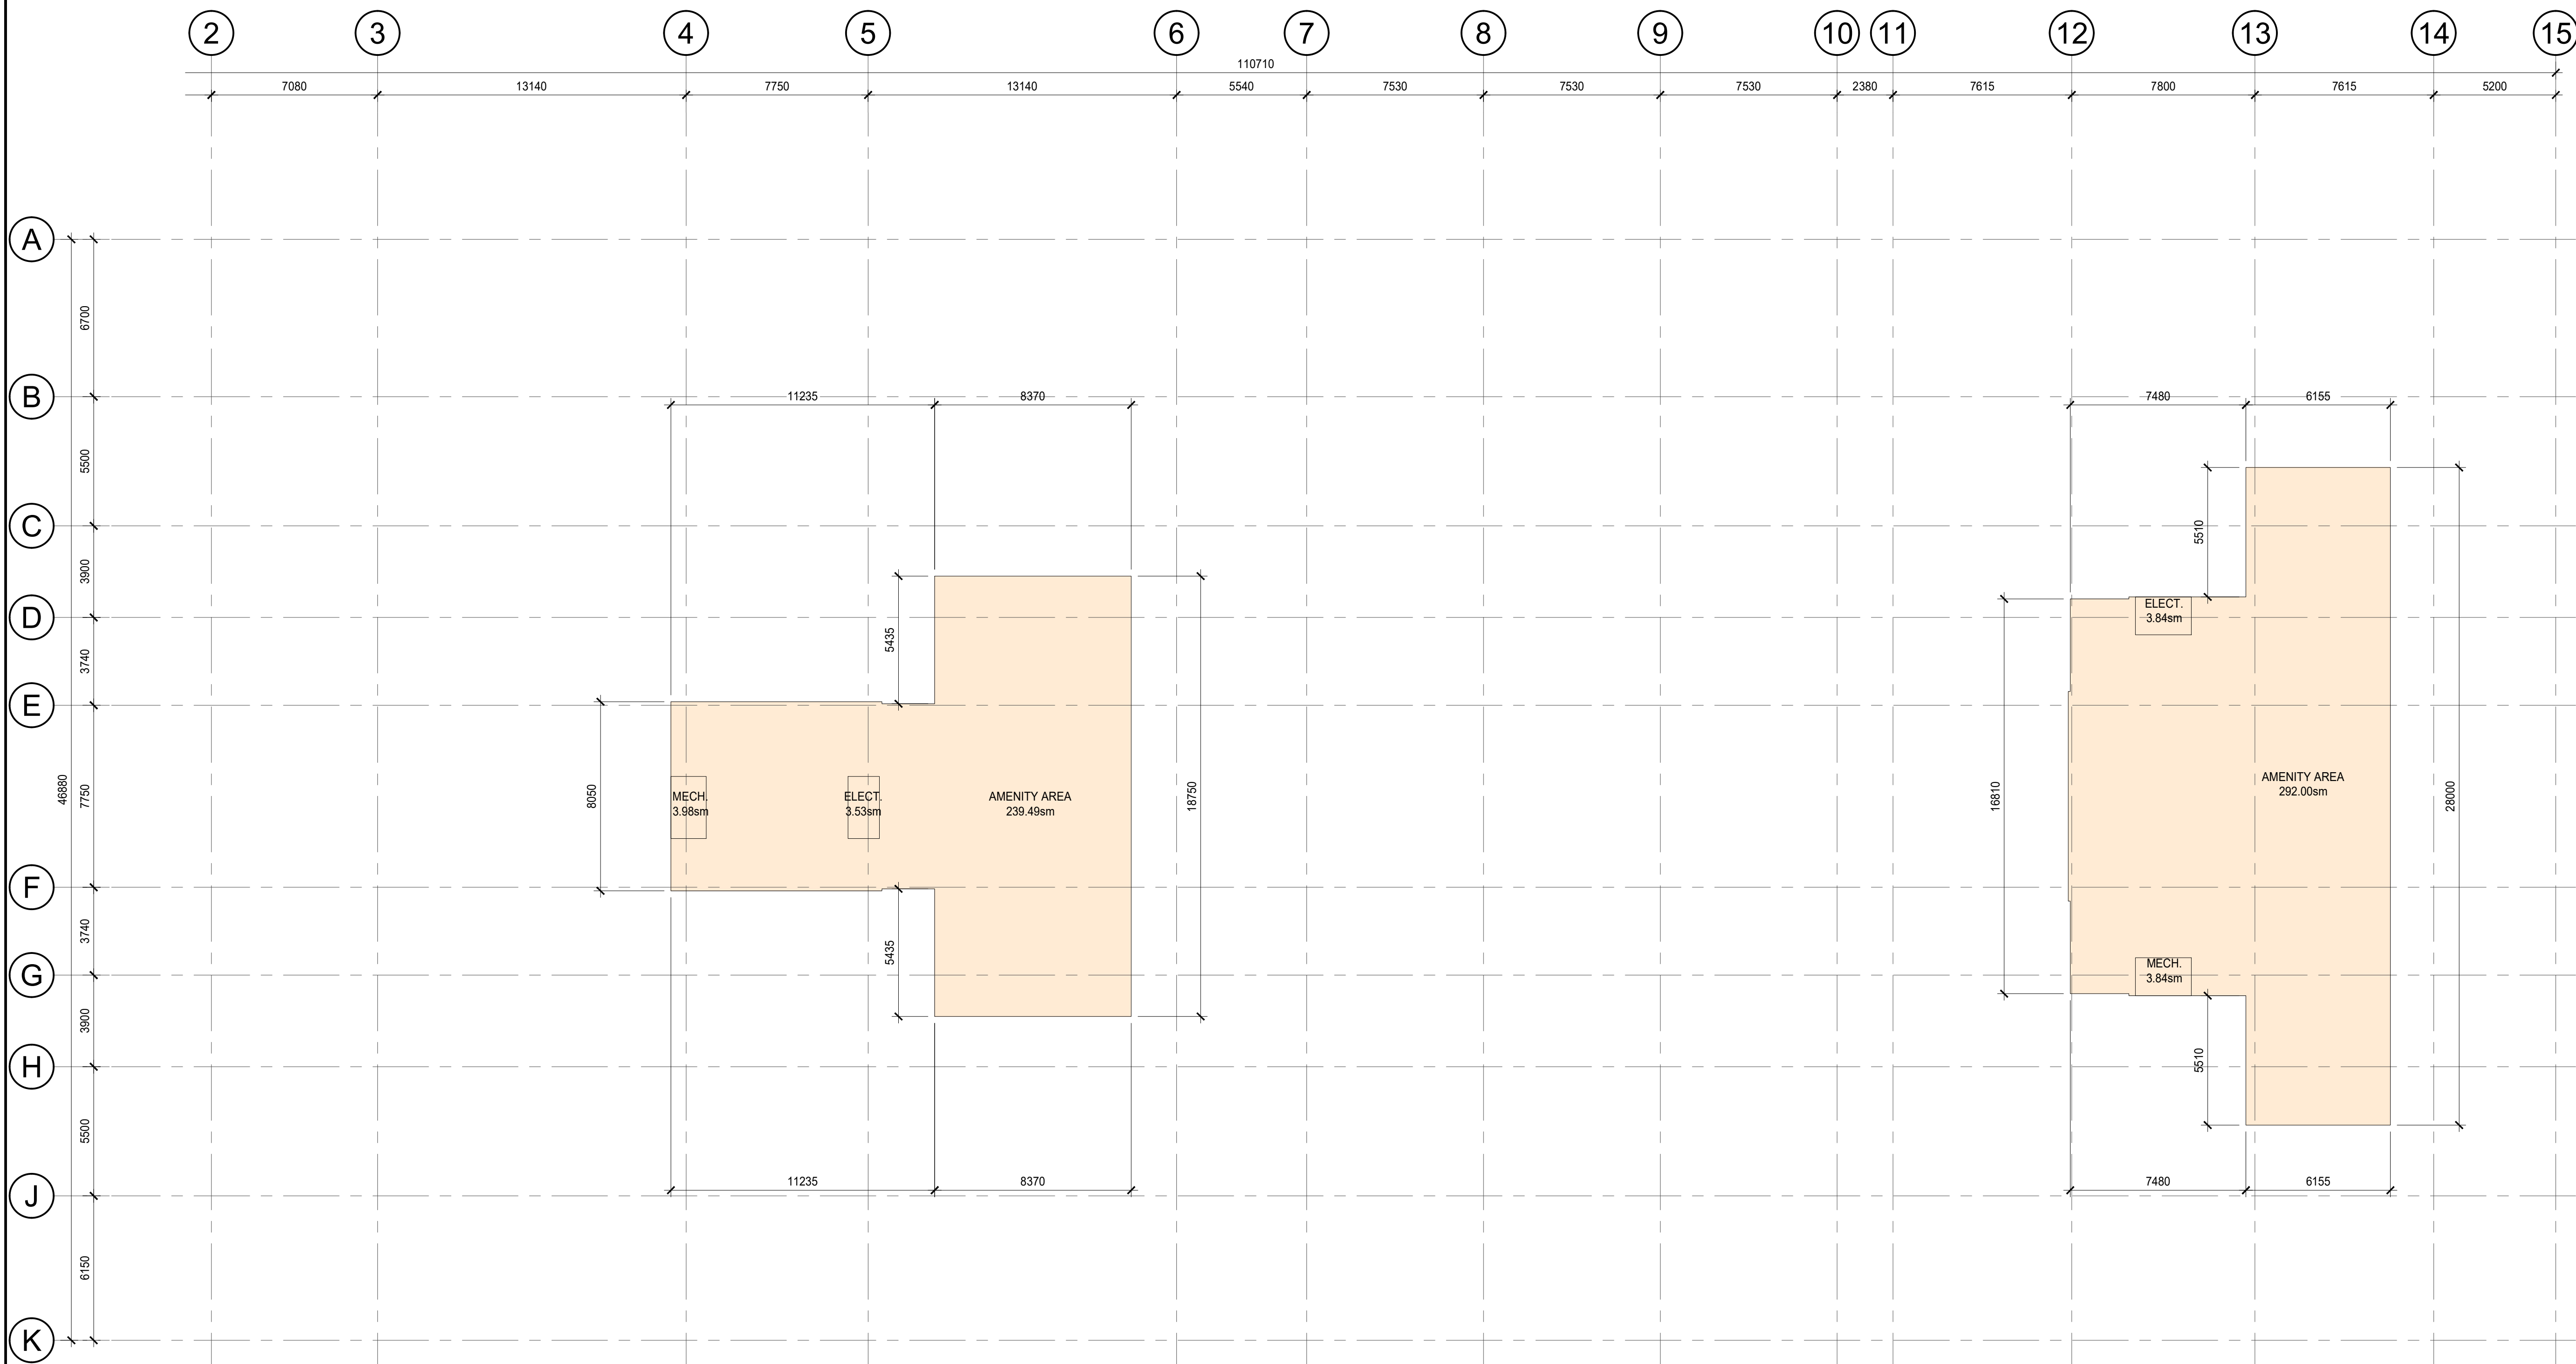 2 3 4 5 6 7 8 9 10 11 12 13 14 15
110710
7080 13140 7750 13140 5540 7530 7530 7530 2380 7615 7800 7615 5200
A
6700
B
11235 8370 7480 6155
5500
C
5510
3900
D
ELECT.
3.84sm
5435
3740
E
46880
7750
8050
MECH.
3.98sm
ELECT.
3.53sm
AMENITY AREA
239.49sm
18750
16810
AMENITY AREA
292.00sm
28000
F
3740
5435
G
MECH.
3.84sm
3900
H
5510
5500
J
11235 8370 7480 6155
6150
K